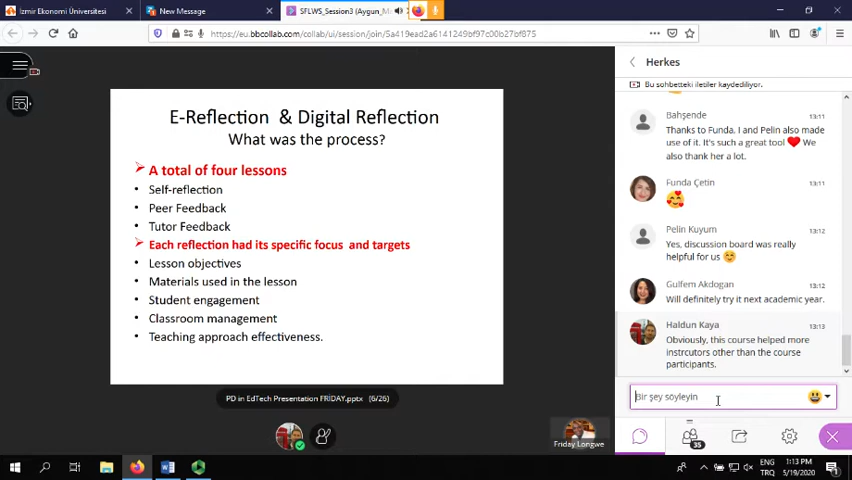 İzmir Ekonomi Üniversitesi
New Message
SFLWS_Session3 (Aygun_M
https://eu.bbcollab.com/collab/ui/session/join/5a419ead2a6141249bf97c00b27bf875
E-Reflection & Digital Reflection
What was the process?
A total of four lessons
Self-reflection
Peer Feedback
Tutor Feedback
Each reflection had its specific focus and targets
Lesson objectives
Materials used in the lesson
Student engagement
Classroom management
Teaching approach effectiveness.
PD in EdTech Presentation FRIDAY.pptx (6/26)
Friday Longwe
Herkes
Bu sohbetteki iletiler kaydediliyor.
Bahşende 13:11
Thanks to Funda. I and Pelin also made
use of it. It's such a great tool We
also thank her a lot.
Funda Çetin 13:11
Pelin Kuyum 13:12
Yes, discussion board was really
helpful for us
Gulfem Akdogan 13:12
Will definitely try it next academic year.
Haldun Kaya 13:13
Obviously, this course helped more
instrcutors other than the course
participants.
Bir şey söyleyin
35
ENG 1:13 PM
TRQ 5/19/2020